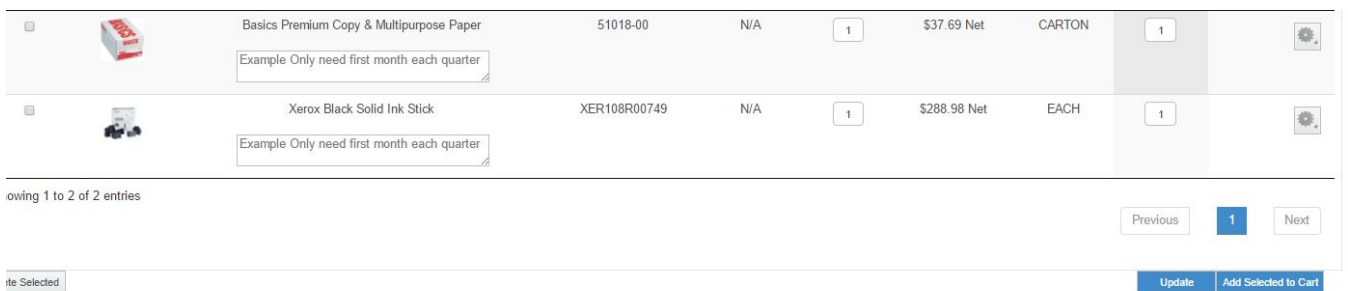 Basics Premium Copy & Multipurpose Paper 51018-00 N/A 1 $37.69 Net CARTON 1
BASICS
Example Only need first month each quarter
Xerox Black Solid Ink Stick XER108R00749 N/A 1 $288.98 Net EACH 1
Example Only need first month each quarter
owing 1 to 2 of 2 entries
Previous 1 Next
ete Selected Update Add Selected to Cart